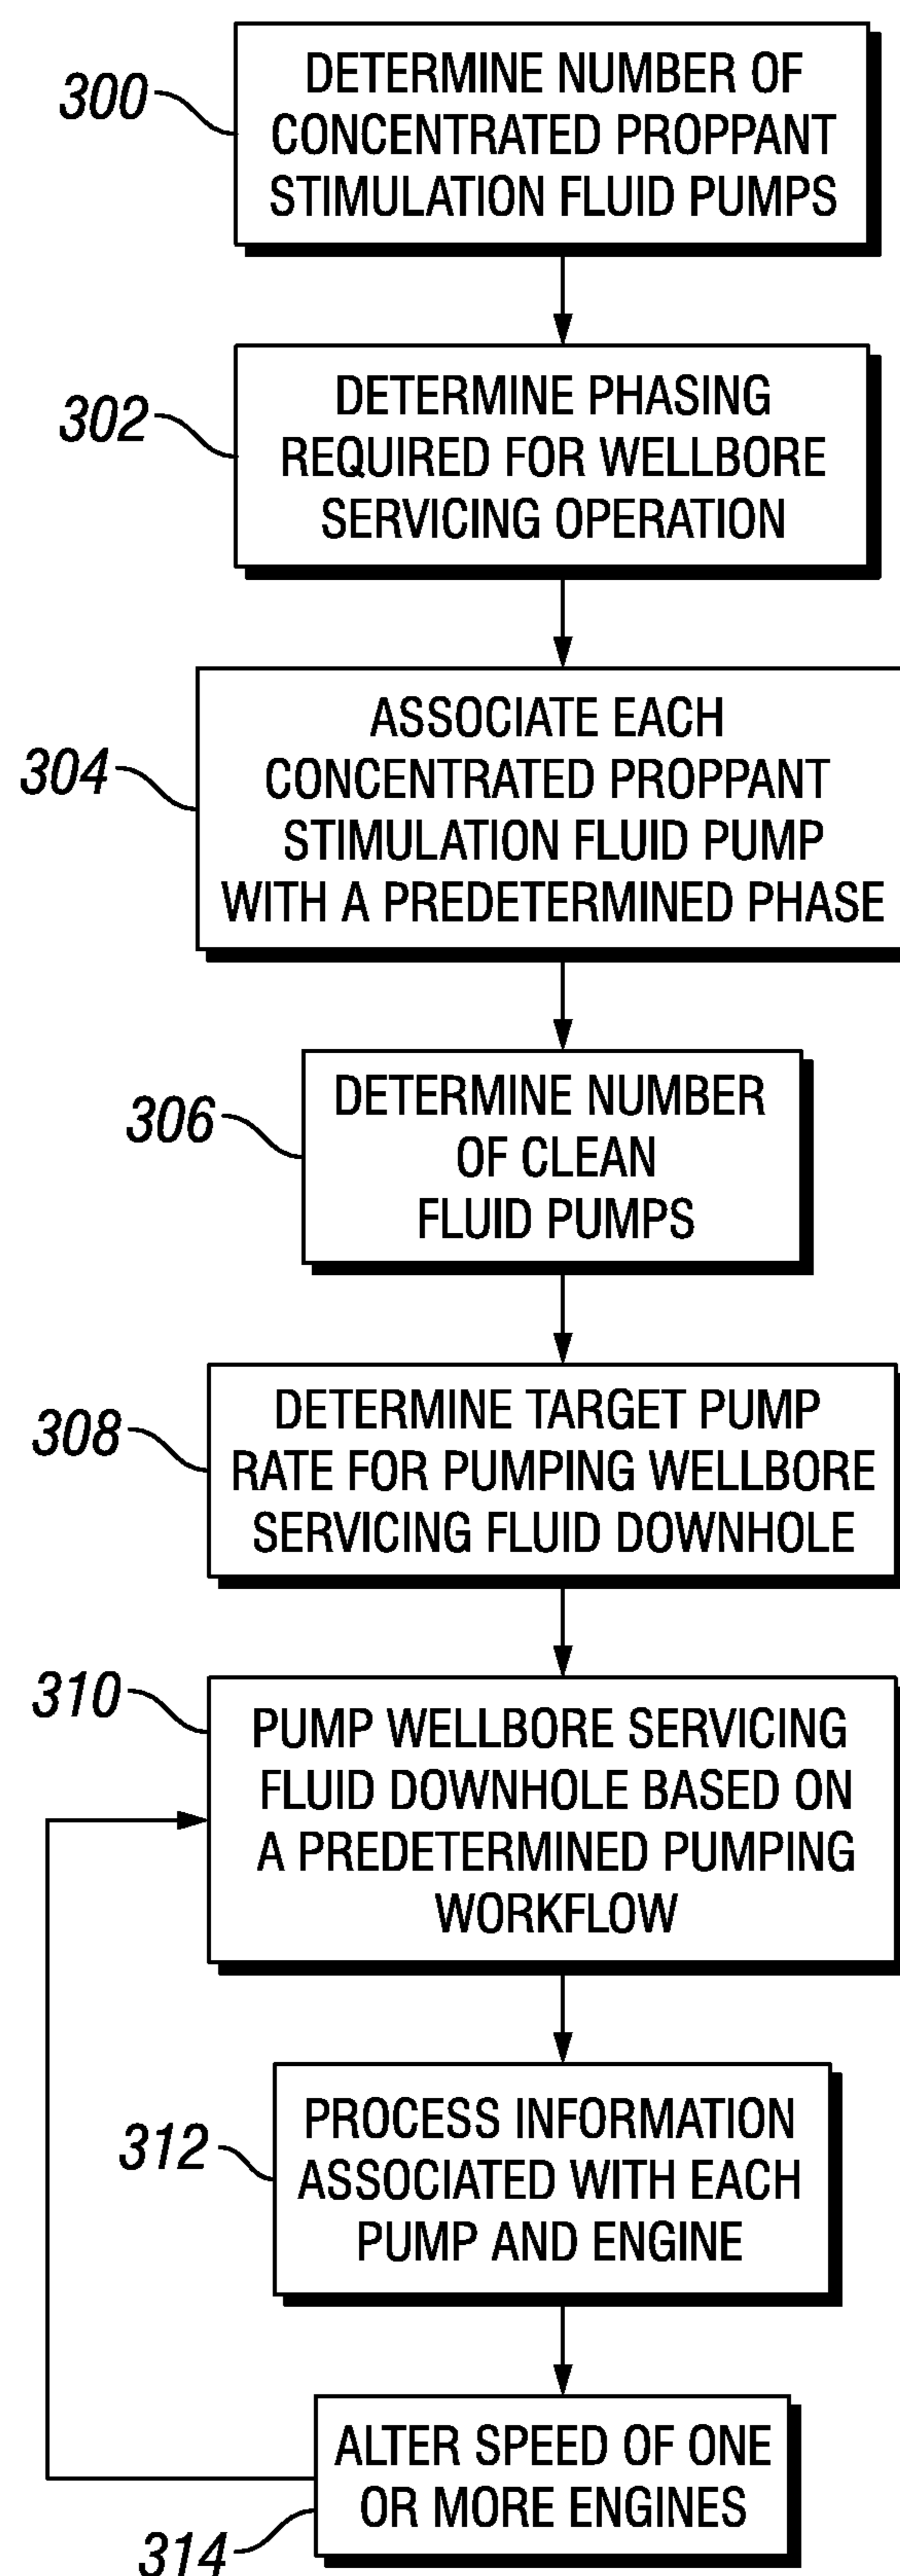 300
DETERMINE NUMBER OF
CONCENTRATED PROPPANT
STIMULATION FLUID PUMPS
302
DETERMINE PHASING
REQUIRED FOR WELLBORE
SERVICING OPERATION
304
ASSOCIATE EACH
CONCENTRATED PROPPANT
STIMULATION FLUID PUMP
WITH A PREDETERMINED PHASE
306
DETERMINE NUMBER
OF CLEAN
FLUID PUMPS
308
DETERMINE TARGET PUMP
RATE FOR PUMPING WELLBORE
SERVICING FLUID DOWNHOLE
310
PUMP WELLBORE SERVICING
FLUID DOWNHOLE BASED ON
A PREDETERMINED PUMPING
WORKFLOW
312
PROCESS INFORMATION
ASSOCIATED WITH EACH
PUMP AND ENGINE
ALTER SPEED OF ONE
OR MORE ENGINES
314